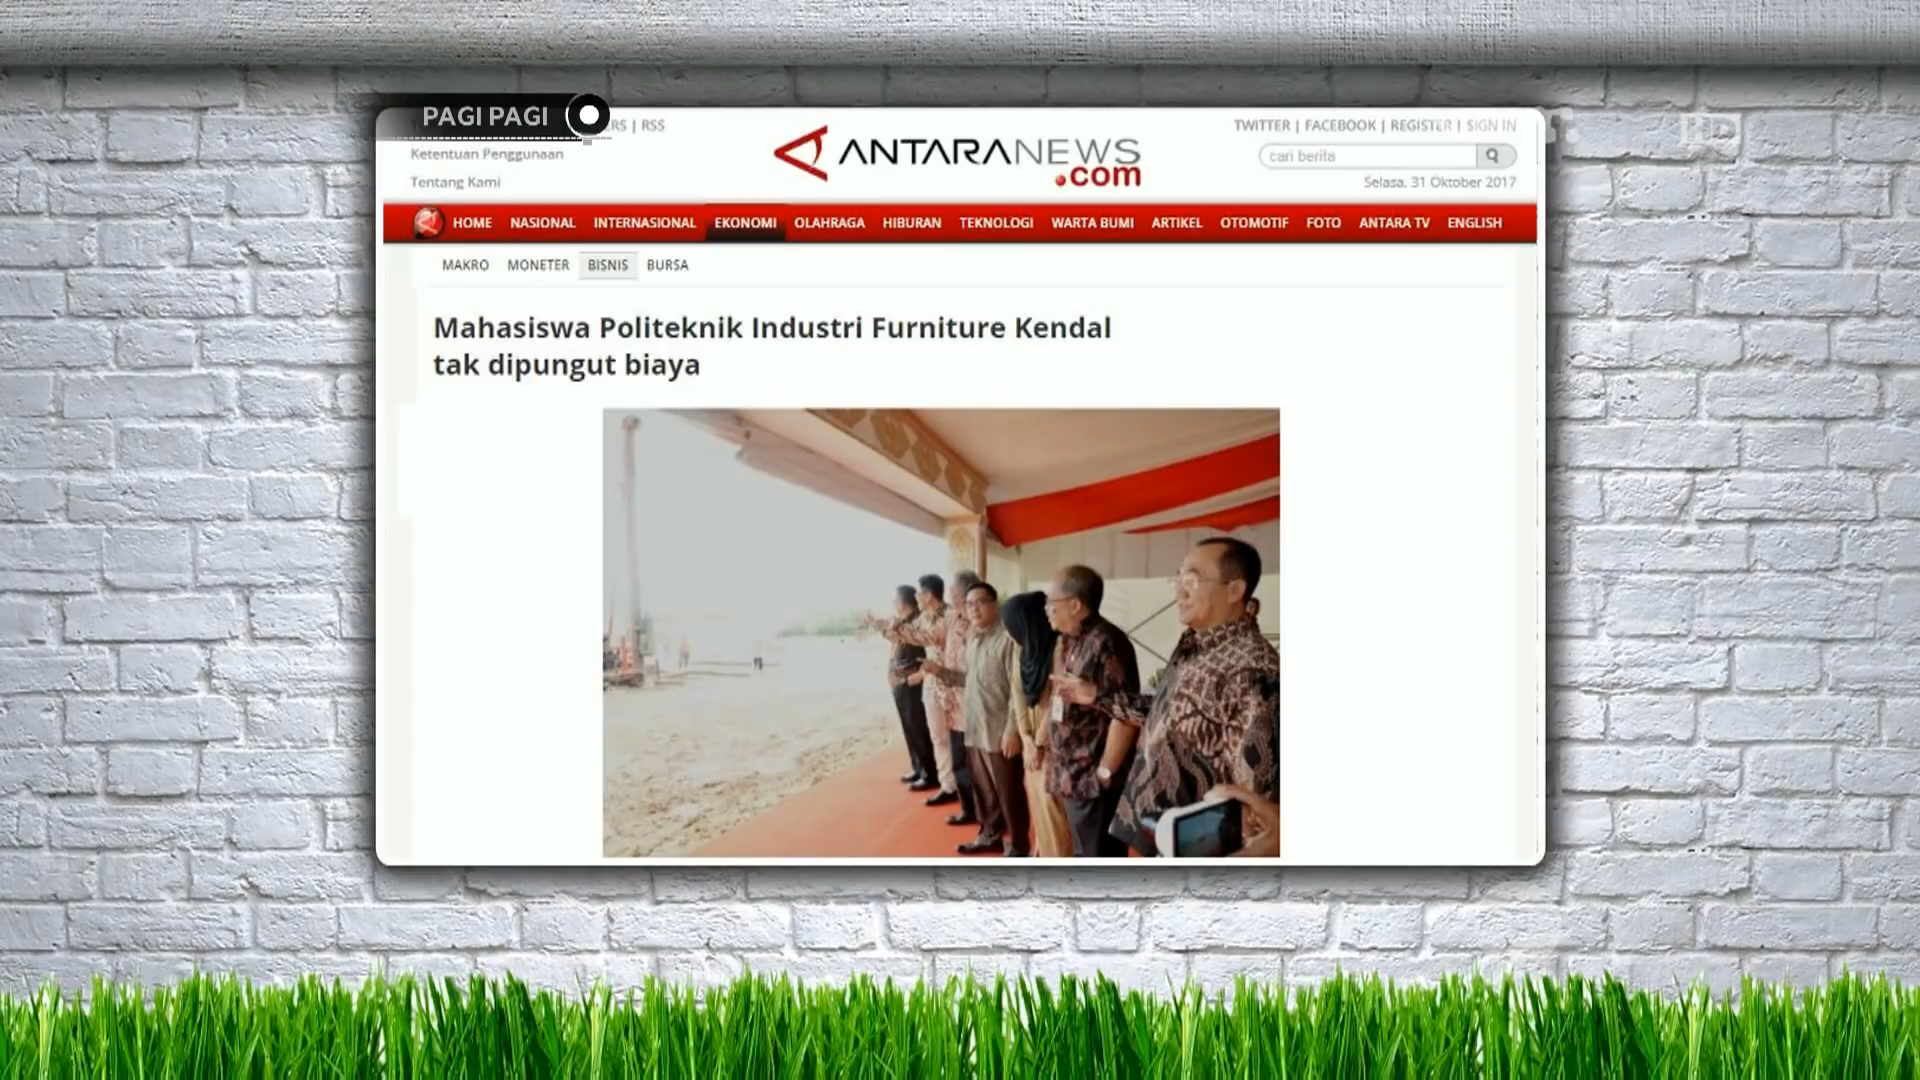 PAGI PAGI
RS | RSS
TWITTER | FACEBOOK | REGISTER | SIGN IN
Ketentuan Penggunaan
ANTARANEWS
.com
cari berita
Tentang Kami
Selasa, 31 Oktober 2017
HOME NASIONAL INTERNASIONAL EKONOMI OLAHRAGA HIBURAN TEKNOLOGI WARTA BUMI ARTIKEL OTOMOTIF FOTO ANTARA TV ENGLISH
MAKRO MONETER BISNIS BURSA
Mahasiswa Politeknik Industri Furniture Kendal
tak dipungut biaya